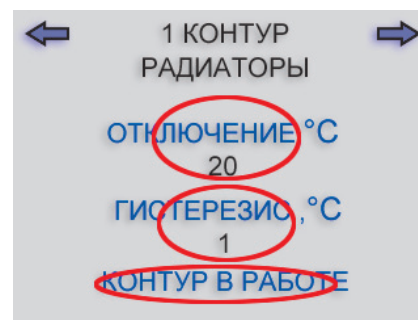 1 КОНТУР
РАДИАТОРЫ
ОТКЛЮЧЕНИЕ,°C
20
ГИСТЕРЕЗИС,°C
1
КОНТУР В РАБОТЕ